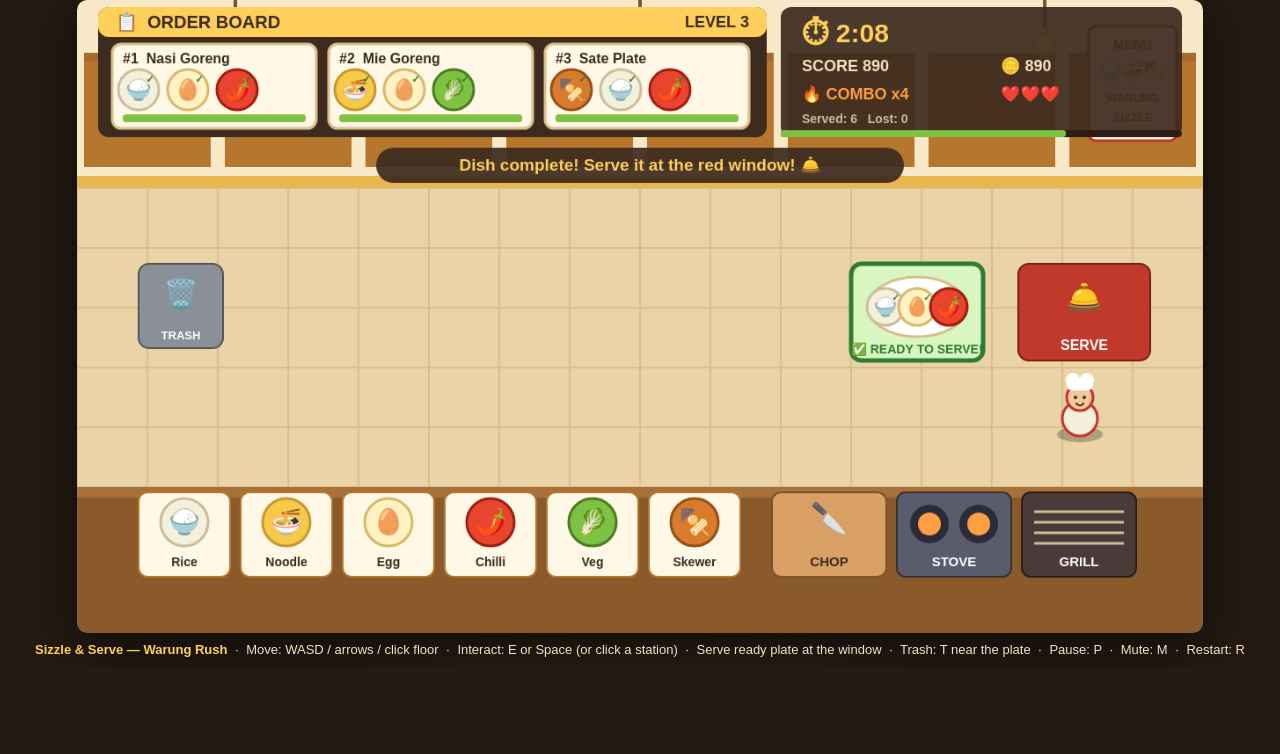 ORDER BOARD
LEVEL 3
#1 Nasi Goreng
#2 Mie Goreng
#3 Sate Plate
2:08
SCORE 890
890
COMBO x4
Served: 6 Lost: 0
MENU
WARUNG
SIZZLE
Dish complete! Serve it at the red window!
TRASH
✅ READY TO SERVE!
SERVE
Rice
Noodle
Egg
Chilli
Veg
Skewer
CHOP
STOVE
GRILL
Sizzle & Serve — Warung Rush · Move: WASD / arrows / click floor · Interact: E or Space (or click a station) · Serve ready plate at the window · Trash: T near the plate · Pause: P · Mute: M · Restart: R